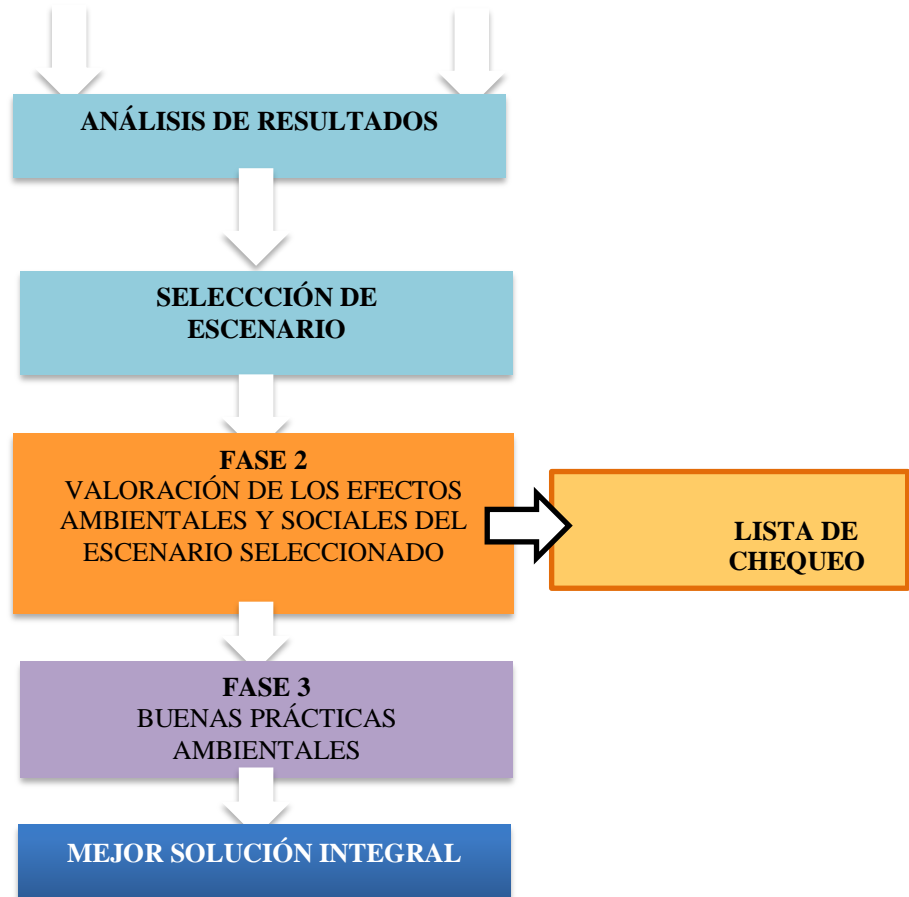 ANÁLISIS DE RESULTADOS
SELECCCIÓN DE
ESCENARIO
FASE 2
VALORACIÓN DE LOS EFECTOS
AMBIENTALES Y SOCIALES DEL
ESCENARIO SELECCIONADO
LISTA DE
CHEQUEO
FASE 3
BUENAS PRÁCTICAS
AMBIENTALES
MEJOR SOLUCIÓN INTEGRAL